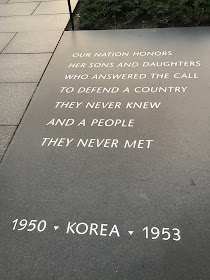 OUR NATION HONORS
HER SONS AND DAUGHTERS
WHO ANSWERED THE CALL
TO DEFEND A COUNTRY
THEY NEVER KNEW
AND A PEOPLE
THEY NEVER MET
1950 ▾ KOREA ▾ 1953